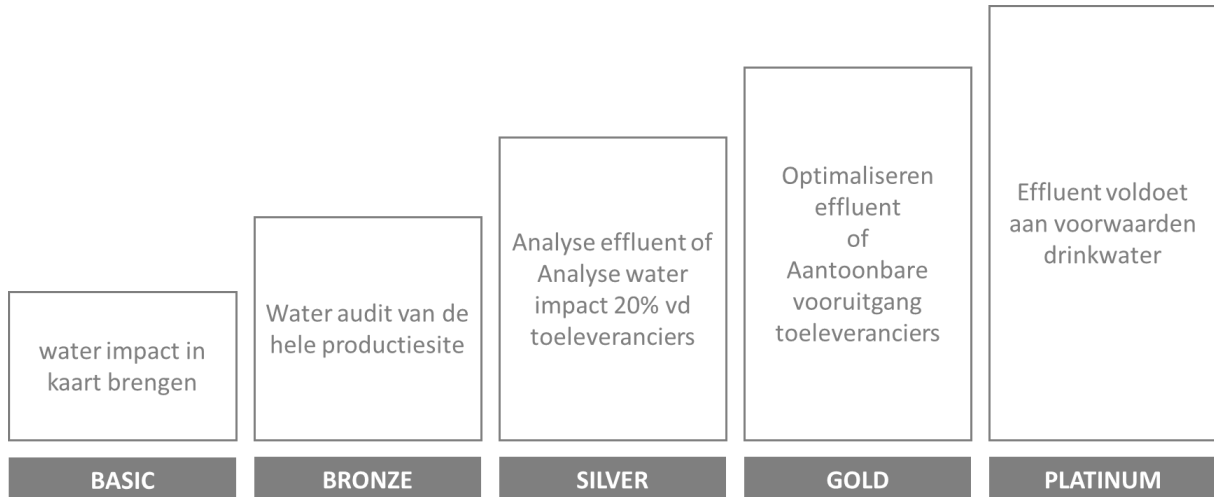 water impact in
kaart brengen
BASIC
Water audit van de
hele productiesite
BRONZE
Analyse effluent of
Analyse water
impact 20% vd
toeleveranciers
SILVER
Optimaliseren
effluent
of
Aantoonbare
vooruitgang
toeleveranciers
GOLD
Effluent voldoet
aan voorwaarden
drinkwater
PLATINUM